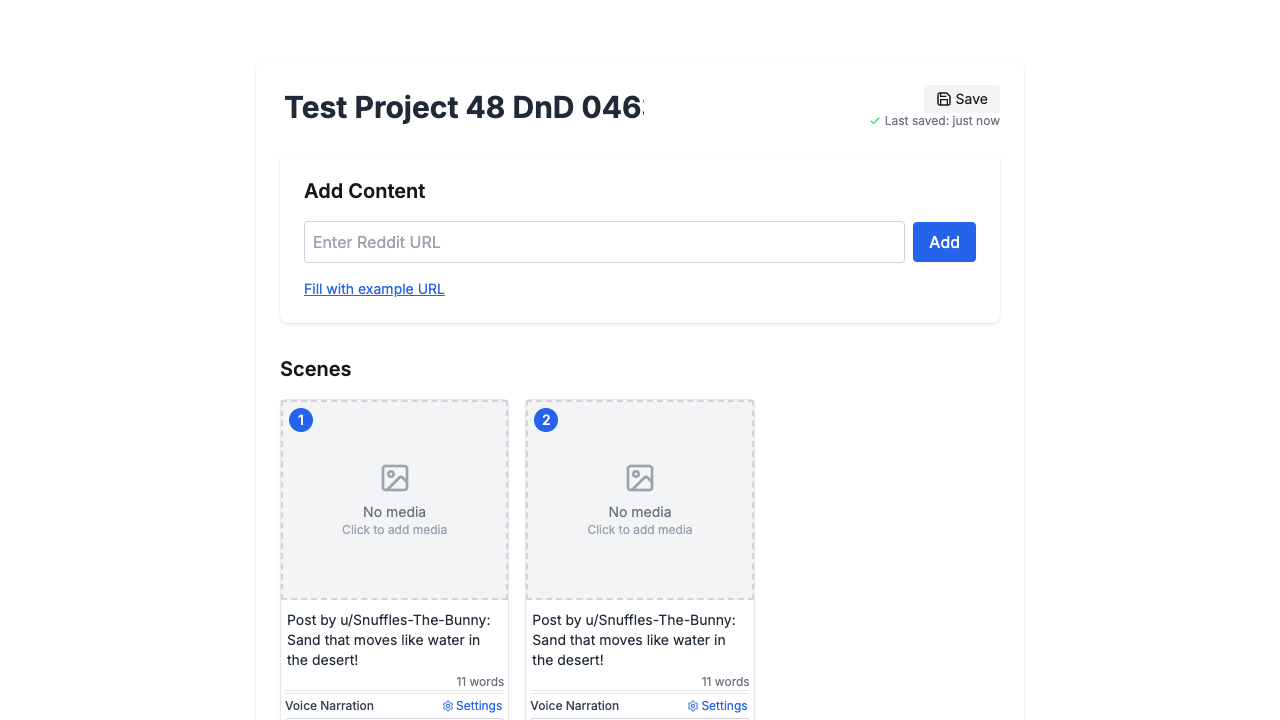 Test Project 48 DnD 046
Save
Last saved: just now
Add Content
Enter Reddit URL
Add
Fill with example URL
Scenes
1
No media
Click to add media
Post by u/Snuffles-The-Bunny:
Sand that moves like water in
the desert!
11 words
Voice Narration
Settings
2
No media
Click to add media
Post by u/Snuffles-The-Bunny:
Sand that moves like water in
the desert!
11 words
Voice Narration
Settings